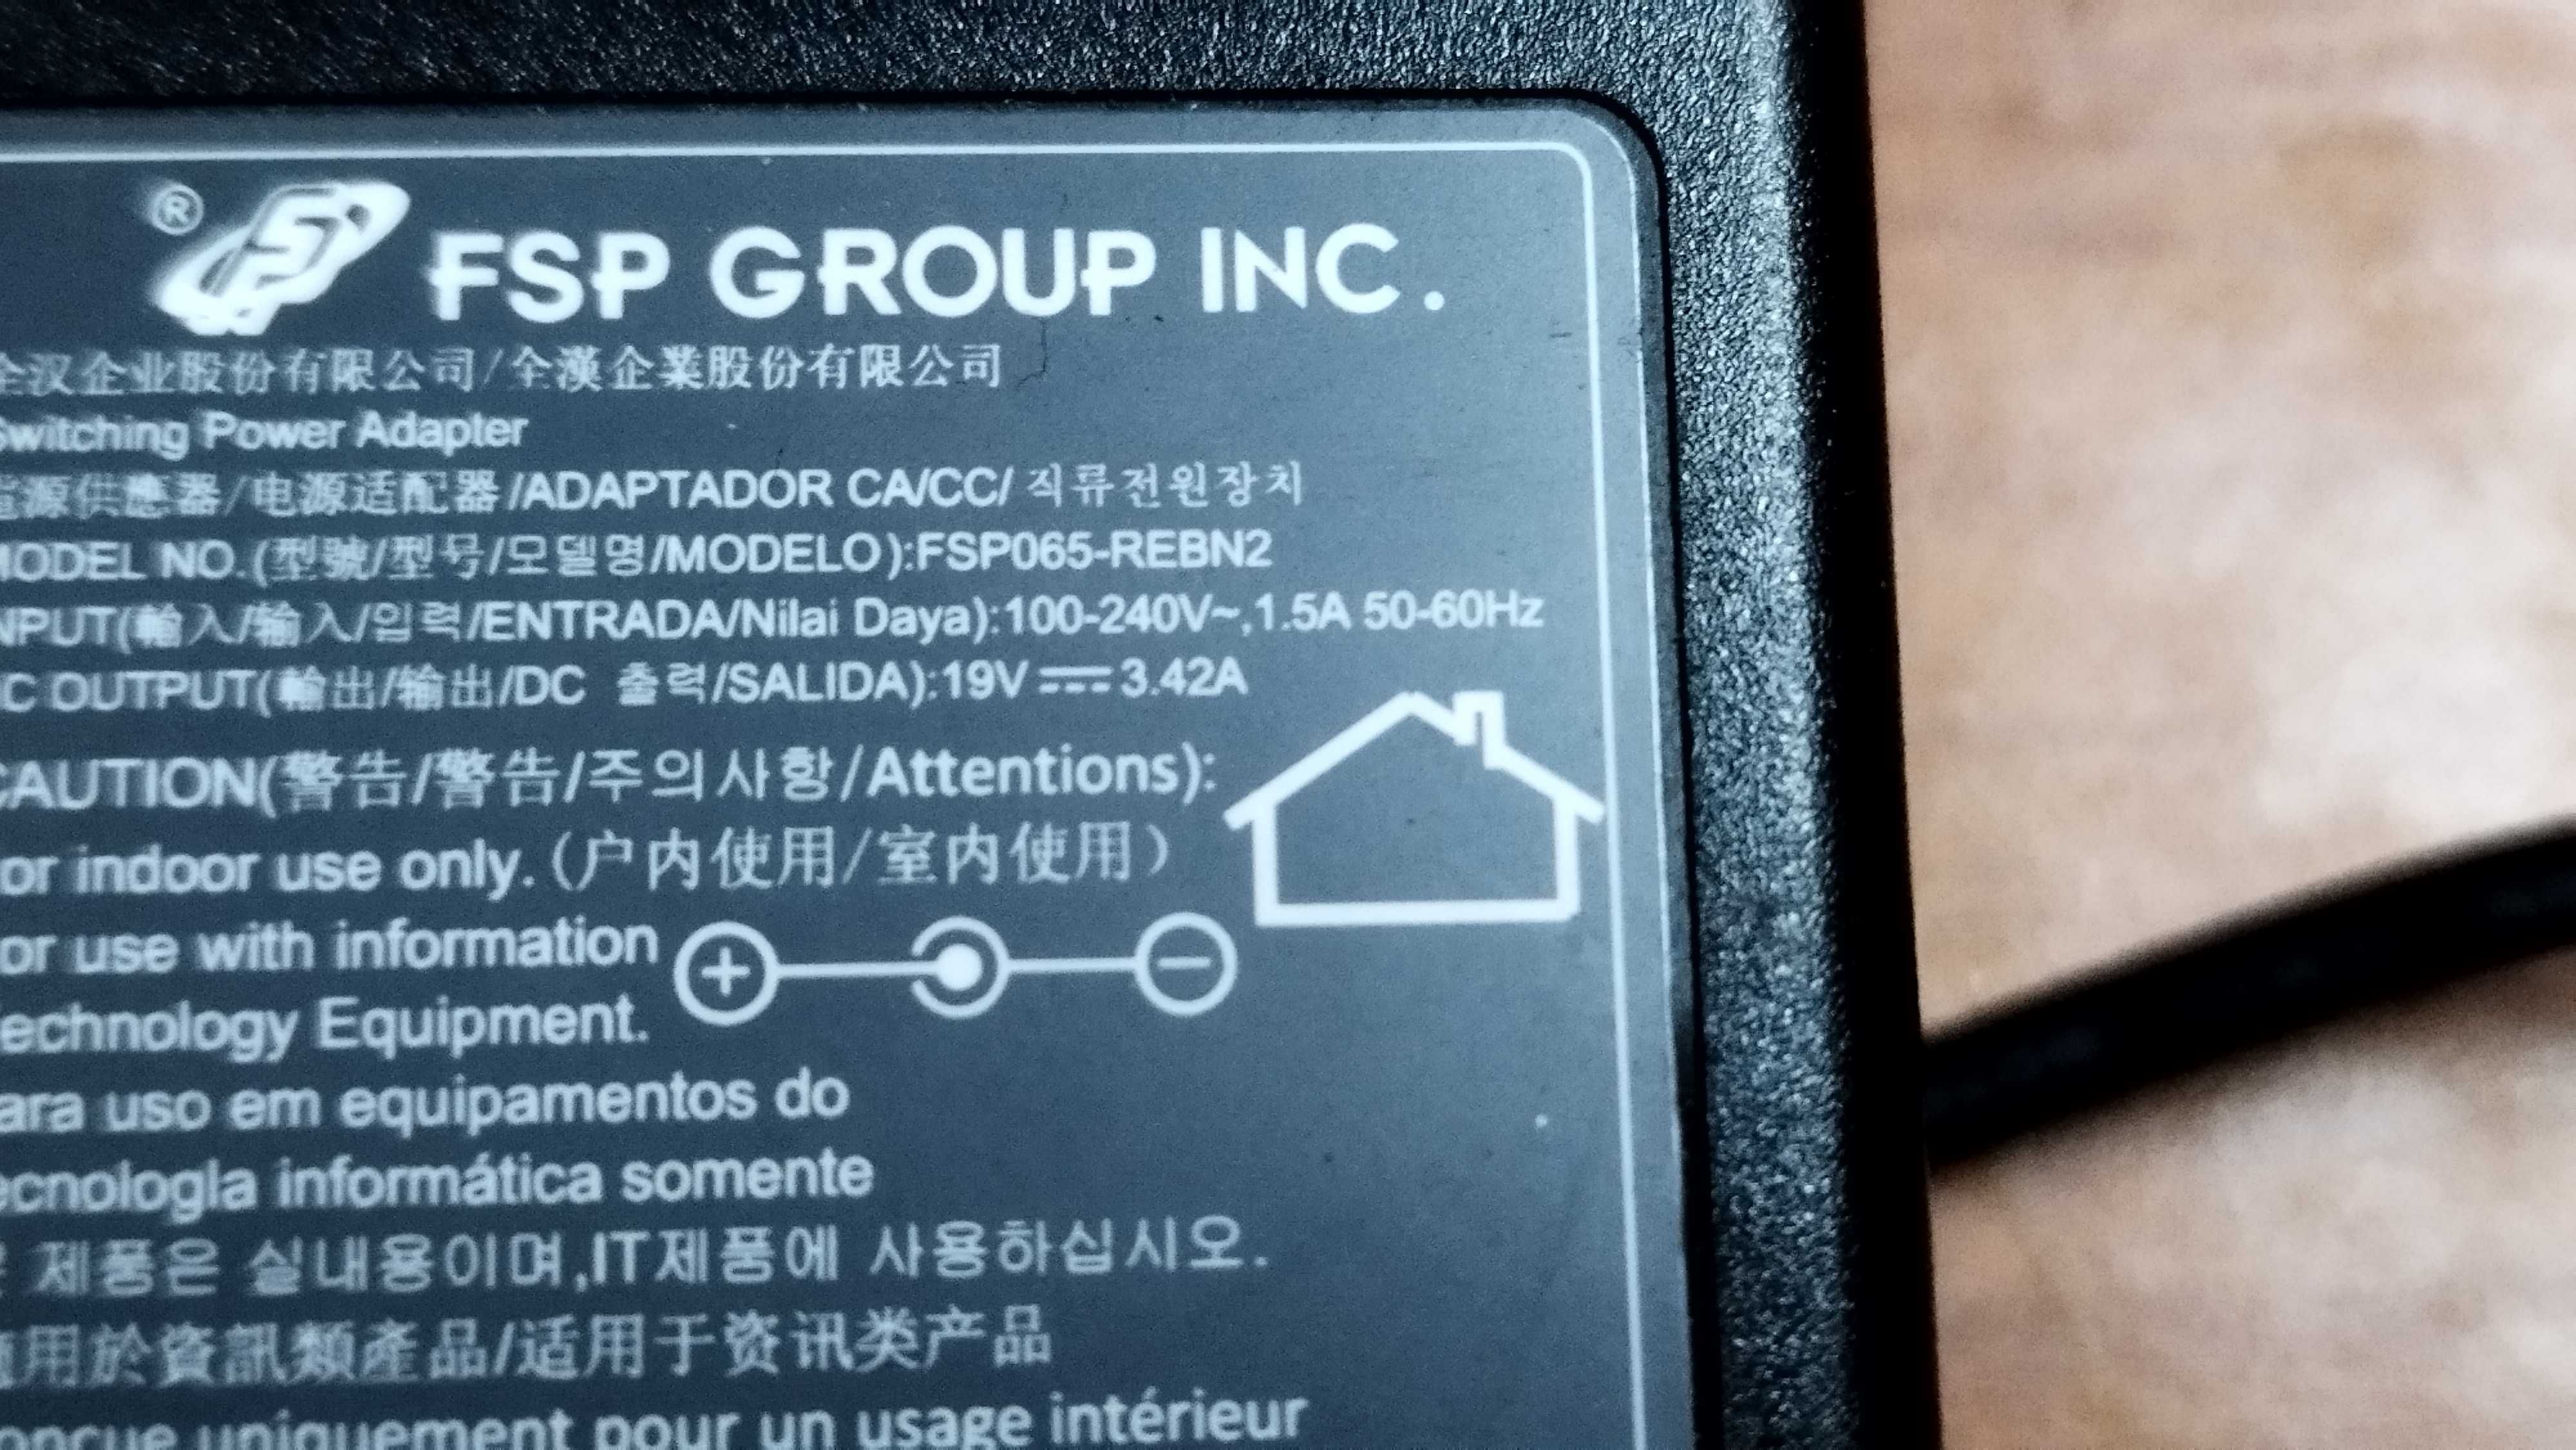 ® FSP FSP GROUP INC.
全汉企业股份有限公司/全漢企業股份有限公司
Switching Power Adapter
電源供應器/电源适配器/ADAPTADOR CA/CC/ 직류전원장치
MODEL NO.(型號/型号/모델명/MODELO):FSP065-REBN2
INPUT(輸入/输入/입력/ENTRADA/Nilai Daya):100-240V~,1.5A 50-60Hz
DC OUTPUT(輸出/输出/DC 출력/SALIDA):19V⎓3.42A
CAUTION(警告/警告/주의사항/Attentions):
For indoor use only.(户内使用/室内使用)
For use with information
Technology Equipment.
+ −
Para uso em equipamentos do
tecnologla informática somente
제품은 실내용이며,IT제품에 사용하십시오.
適用於資訊類產品/适用于资讯类产品
Conçue uniquement pour un usage intérieur